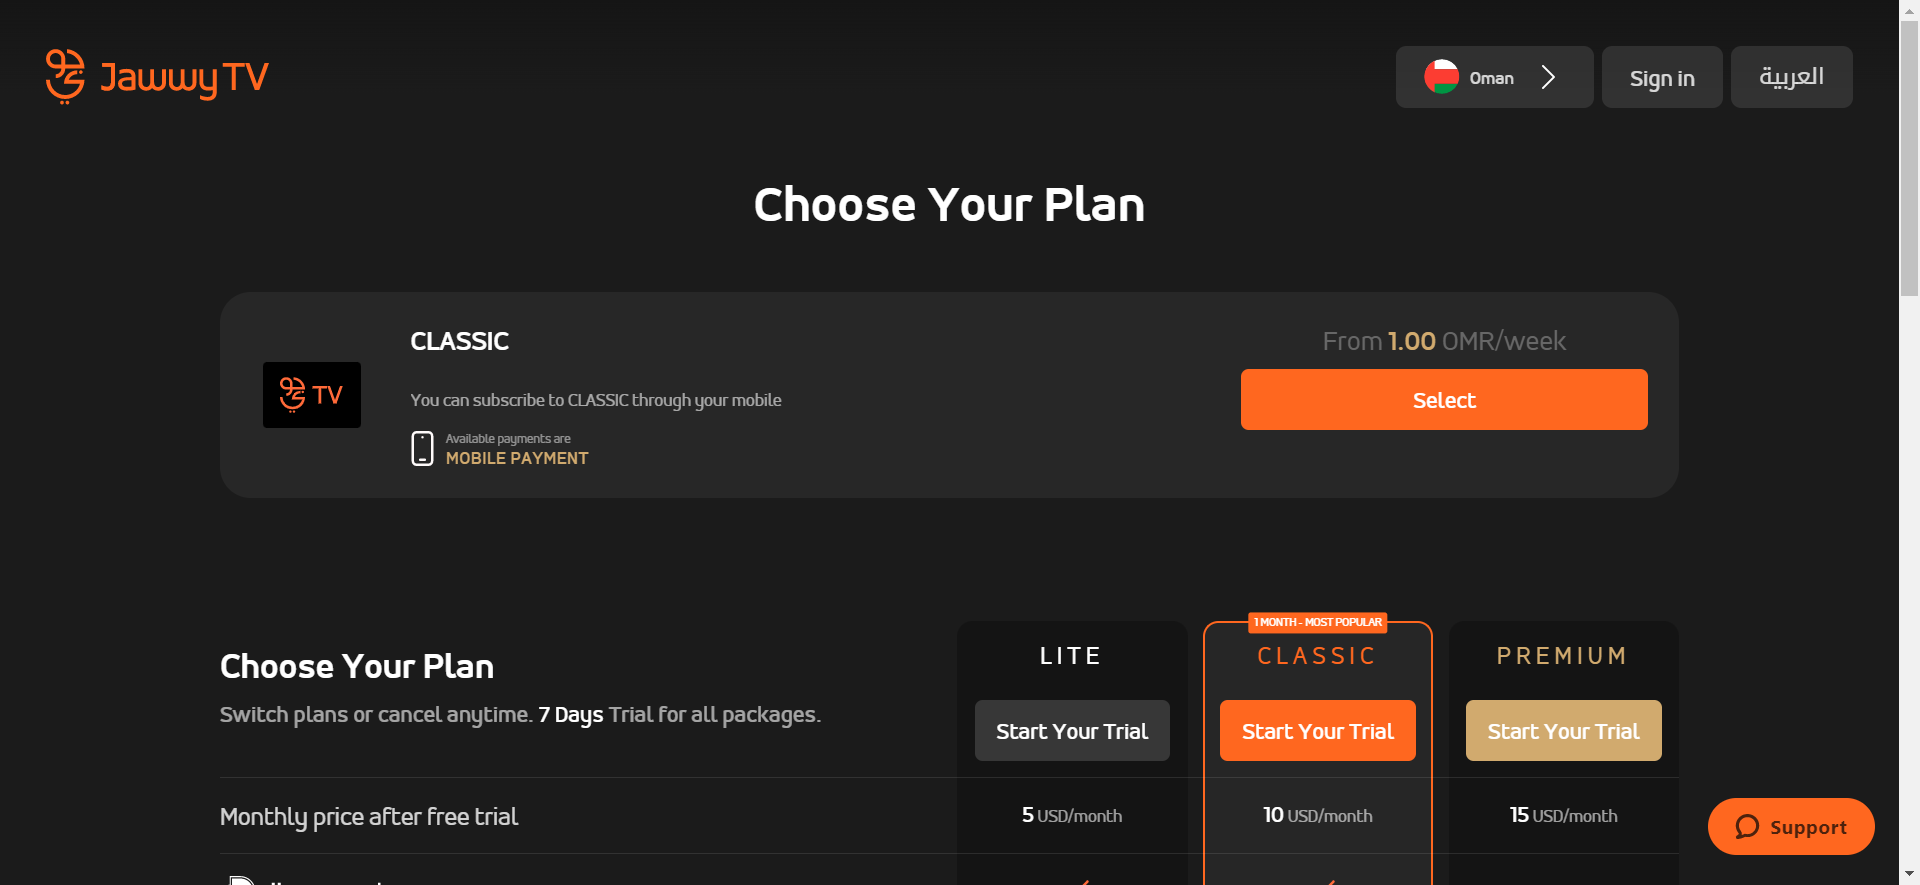 Jawwy TV
Oman
Sign in
العربية
Choose Your Plan
CLASSIC
From 1.00 OMR/week
TV
You can subscribe to CLASSIC through your mobile
Select
Available payments are
MOBILE PAYMENT
1 MONTH - MOST POPULAR
LITE
CLASSIC
PREMIUM
Choose Your Plan
Switch plans or cancel anytime. 7 Days Trial for all packages.
Start Your Trial
Start Your Trial
Start Your Trial
Monthly price after free trial
5 USD/month
10 USD/month
15 USD/month
Support